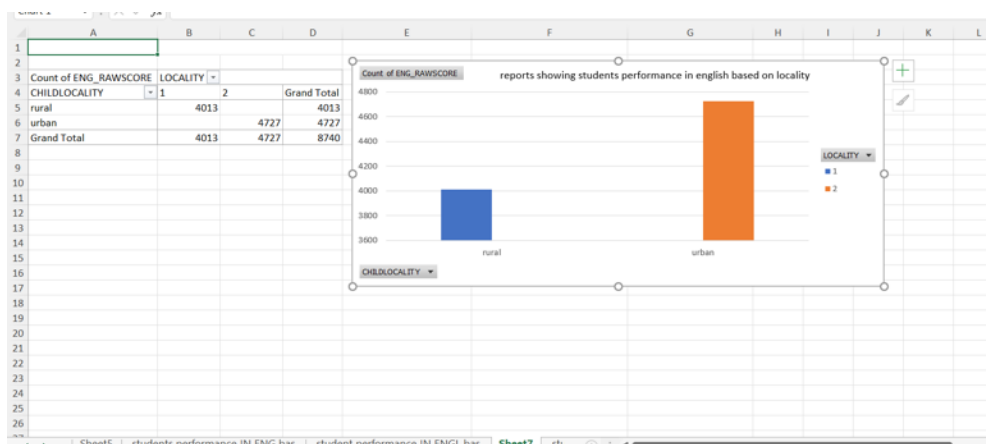 A B C D E F G H I J K L
1
2
3 Count of ENG_RAWSCORE LOCALITY
4 CHILDLOCALITY 1 2 Grand Total
5 rural 4013 4013
6 urban 4727 4727
7 Grand Total 4013 4727 8740
8
9
10
11
12
13
14
15
16
17
18
19
20
21
22
23
24
25
26
Count of ENG_RAWSCORE
reports showing students performance in english based on locality
4800
4600
4400
4200
4000
3800
3600
rural urban
LOCALITY
1
2
CHILDLOCALITY
Sheet5 students performance IN ENG bar student performance IN ENGL bar Sheet7